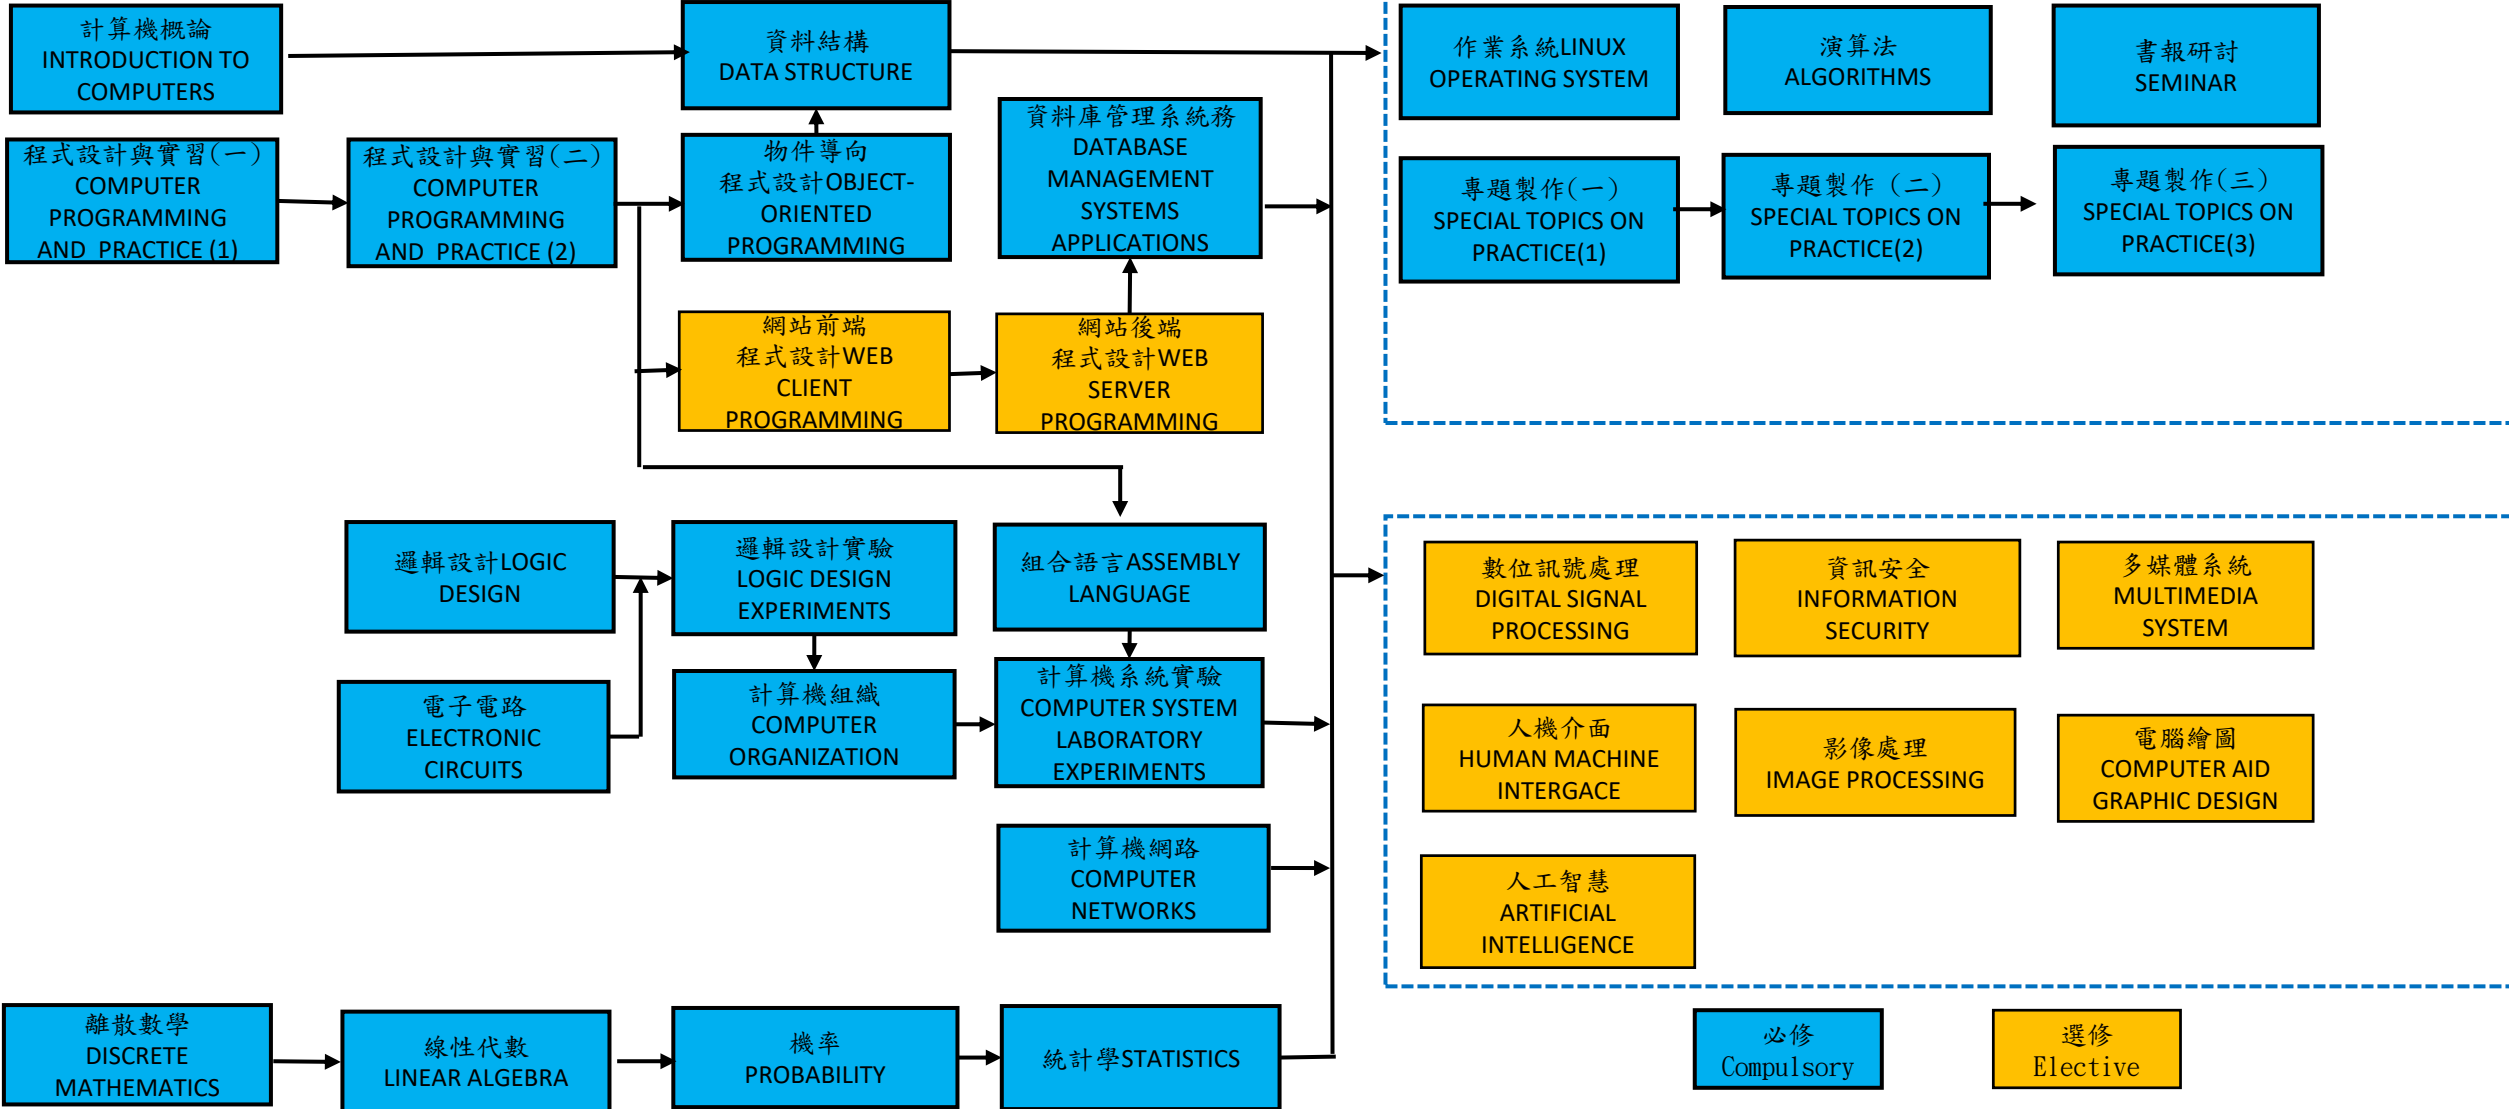 計算機概論
INTRODUCTION TO
COMPUTERS
資料結構
DATA STRUCTURE
作業系統LINUX
OPERATING SYSTEM
演算法
ALGORITHMS
書報研討
SEMINAR
程式設計與實習(一)
COMPUTER
PROGRAMMING
AND PRACTICE (1)
程式設計與實習(二)
COMPUTER
PROGRAMMING
AND PRACTICE (2)
物件導向
程式設計OBJECT-
ORIENTED
PROGRAMMING
資料庫管理系統務
DATABASE
MANAGEMENT
SYSTEMS
APPLICATIONS
專題製作(一)
SPECIAL TOPICS ON
PRACTICE(1)
專題製作 (二)
SPECIAL TOPICS ON
PRACTICE(2)
專題製作(三)
SPECIAL TOPICS ON
PRACTICE(3)
網站前端
程式設計WEB
CLIENT
PROGRAMMING
網站後端
程式設計WEB
SERVER
PROGRAMMING
邏輯設計LOGIC
DESIGN
邏輯設計實驗
LOGIC DESIGN
EXPERIMENTS
組合語言ASSEMBLY
LANGUAGE
數位訊號處理
DIGITAL SIGNAL
PROCESSING
資訊安全
INFORMATION
SECURITY
多媒體系統
MULTIMEDIA
SYSTEM
電子電路
ELECTRONIC
CIRCUITS
計算機組織
COMPUTER
ORGANIZATION
計算機系統實驗
COMPUTER SYSTEM
LABORATORY
EXPERIMENTS
人機介面
HUMAN MACHINE
INTERGACE
影像處理
IMAGE PROCESSING
電腦繪圖
COMPUTER AID
GRAPHIC DESIGN
計算機網路
COMPUTER
NETWORKS
人工智慧
ARTIFICIAL
INTELLIGENCE
離散數學
DISCRETE
MATHEMATICS
線性代數
LINEAR ALGEBRA
機率
PROBABILITY
統計學STATISTICS
必修
Compulsory
選修
Elective